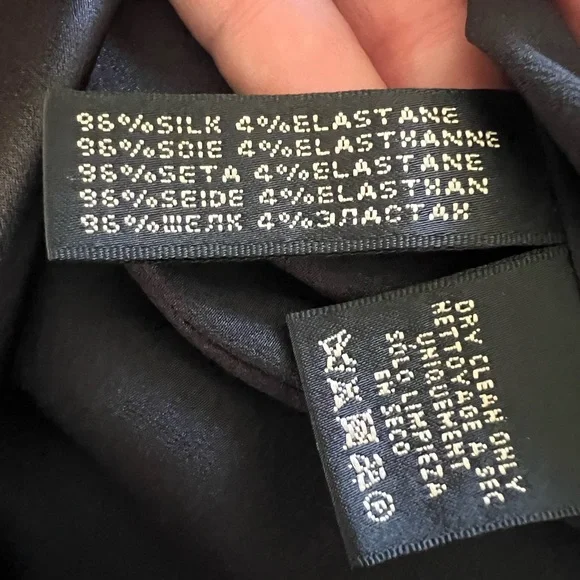 96%SILK 4%ELASTANE
96%SOIE 4%ELASTHANNE
96%SETA 4%ELASTANE
96%SEIDE 4%ELASTHAN
96%ШЕЛК 4%ЭЛАСТАН
DRY CLEAN ONLY
NETTOYAGE A SEC
UNIQUEMENT
SÓLO LIMPIEZA
EN SECO
P